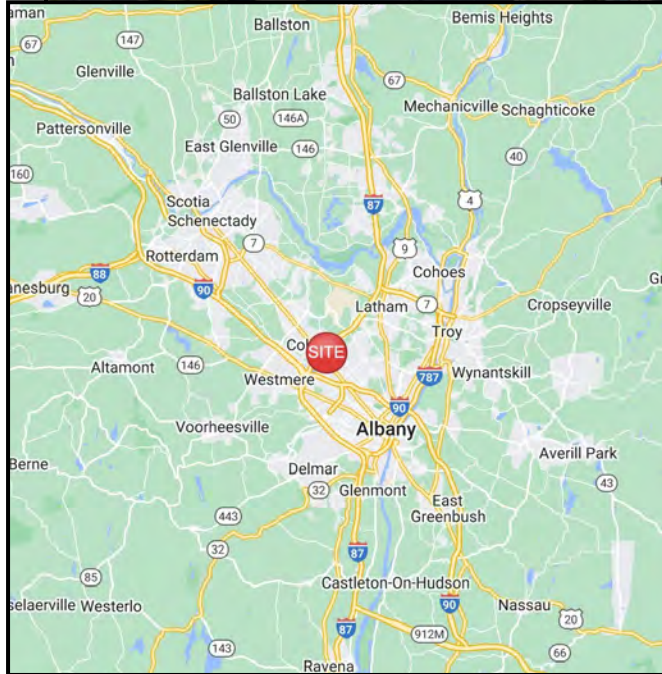 aman
Ballston
Bemis Heights
67
147
Glenville
67
Ballston Lake
Mechanicville
Schaghticoke
50
146A
Pattersonville
East Glenville
146
40
160
Scotia
87
4
Schenectady
7
9
Rotterdam
Cohoes
88
anesburg
90
20
Latham
7
Cropseyville
Troy
Col
SITE
Altamont
146
Westmere
787
Wynantskill
90
Voorheesville
Albany
Averill Park
Berne
Delmar
32
Glenmont
43
East
Greenbush
443
32
87
85
Castleton-On-Hudson
selaerville
Westerlo
90
Nassau
20
87
912M
143
66
Ravena